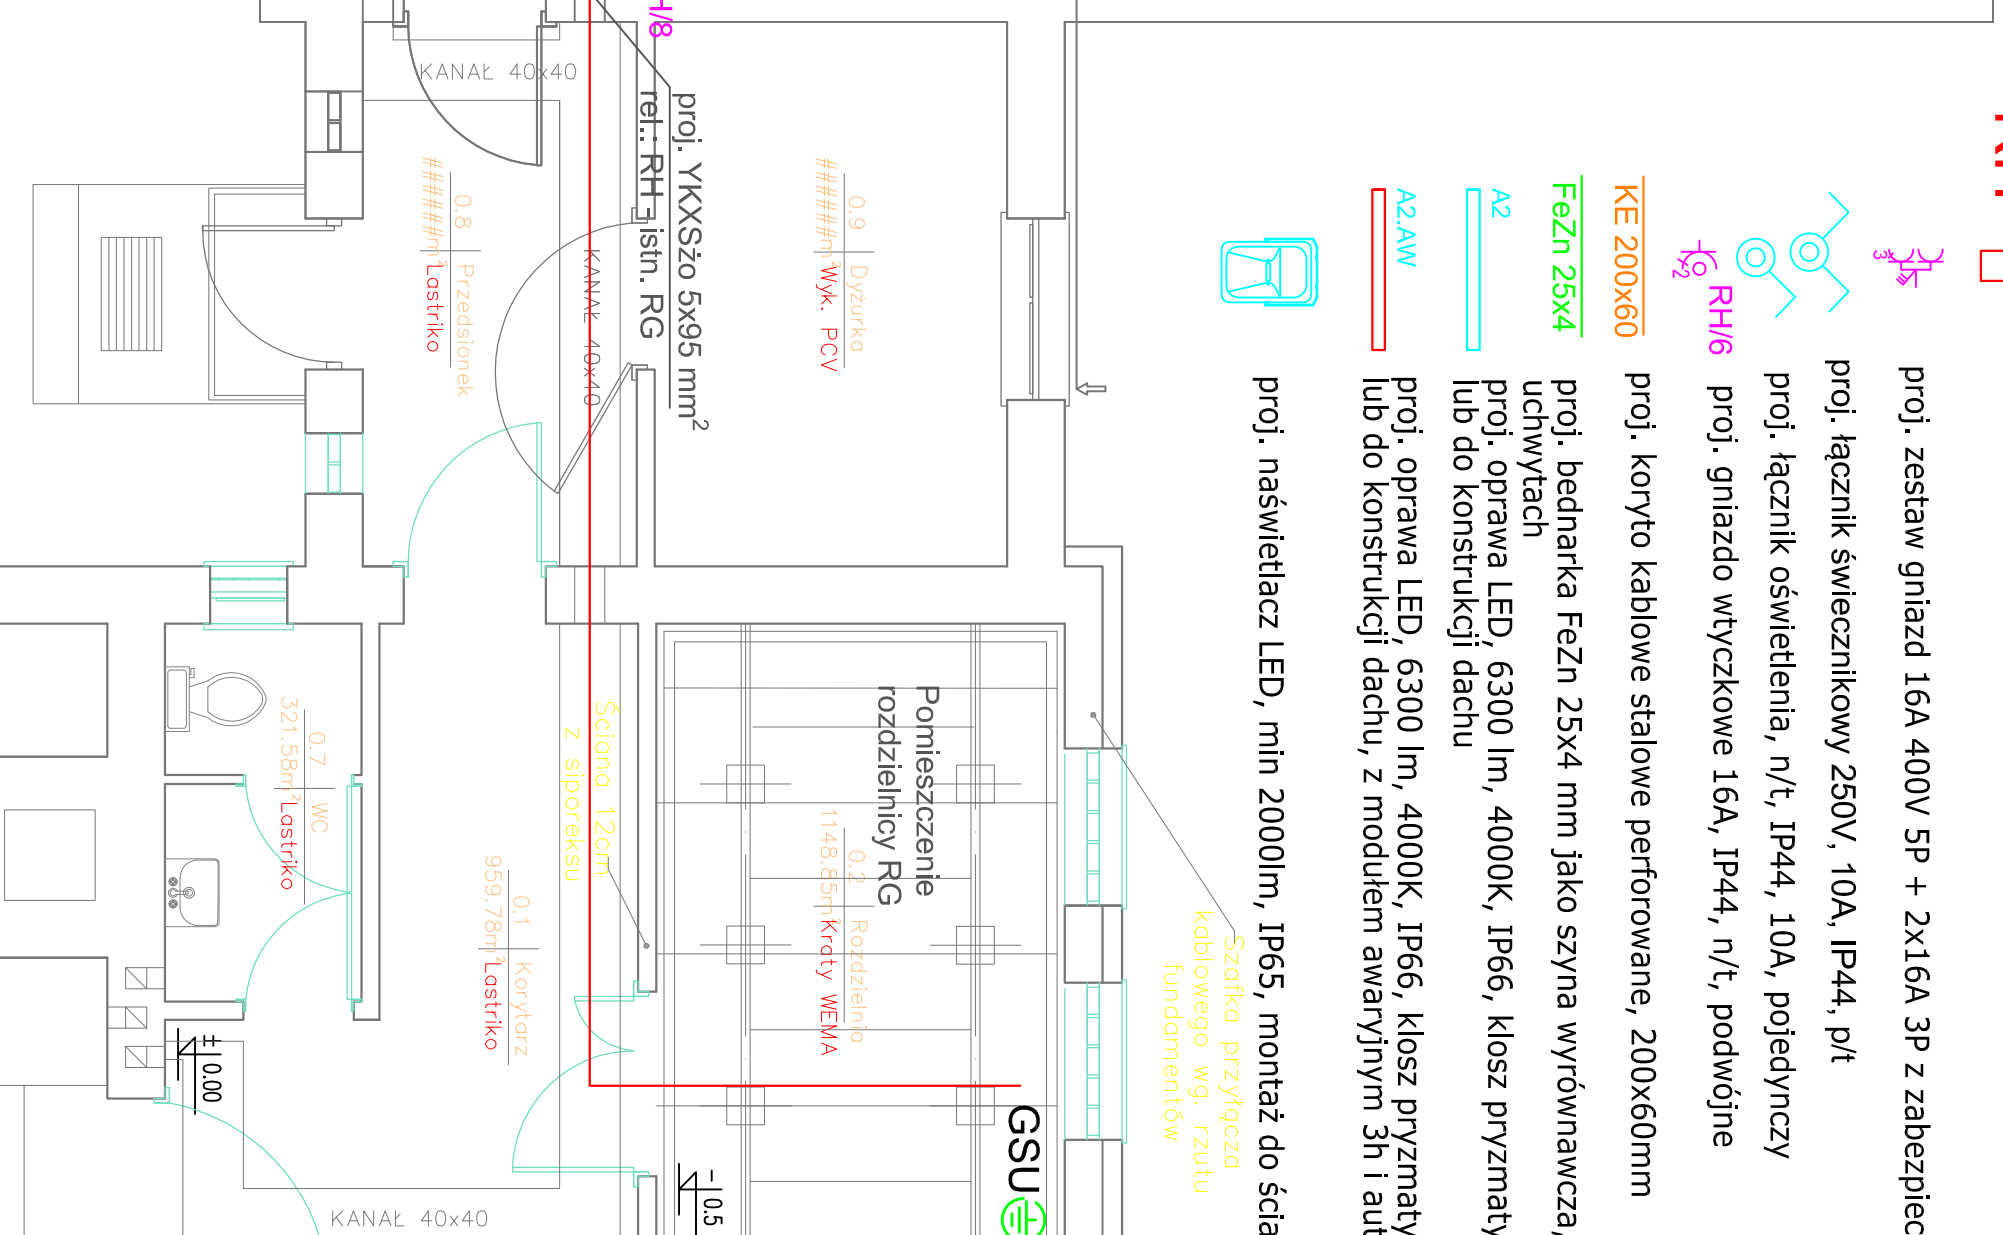 proj. zestaw gniazd 16A 400V 5P + 2x16A 3P z zabezpiec
3
proj. łącznik świecznikowy 250V, 10A, IP44, p/t
proj. łącznik oświetlenia, n/t, IP44, 10A, pojedynczy
2
RH/6
proj. gniazdo wtyczkowe 16A, IP44, n/t, podwójne
KE 200x60
proj. koryto kablowe stalowe perforowane, 200x60mm
FeZn 25x4
proj. bednarka FeZn 25x4 mm jako szyna wyrównawcza,
uchwytach
A2
proj. oprawa LED, 6300 lm, 4000K, IP66, klosz pryzmaty
lub do konstrukcji dachu
A2.AW
proj. oprawa LED, 6300 lm, 4000K, IP66, klosz pryzmaty
lub do konstrukcji dachu, z modułem awaryjnym 3h i aut
proj. naświetlacz LED, min 2000lm, IP65, montaż do ścia
Szafka przyłącza
kablowego wg. rzutu
fundamentów
GSU
Pomieszczenie
rozdzielnicy RG
0.2 Rozdzielnia
1148.85m² Kraty WEMA
0.9 Dyżurka
######m² Wyk. PCV
proj. YKXSżo 5x95 mm²
rel.: RH - istn. RG
H/8
- 0.5
Ściana 12cm
z siporeksu
KANAŁ 40x40
KANAŁ 40x40
KANAŁ 40x40
0.1 Korytarz
959.78m² Lastriko
0.8 Przedsionek
######m² Lastriko
0.7 WC
321.58m² Lastriko
± 0.00